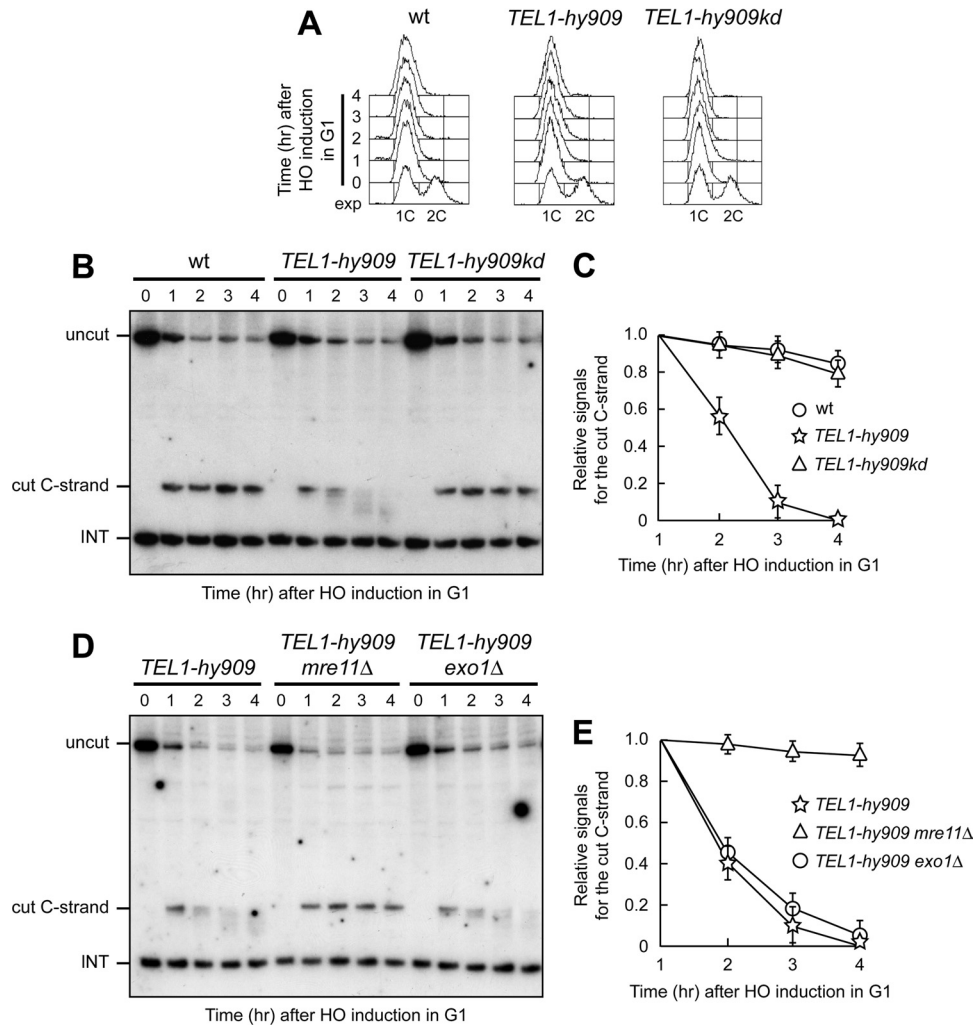 A
wt TEL1-hy909 TEL1-hy909kd
Time (hr) after
HO induction
in G1
4
3
2
1
0
exp
1C 2C 1C 2C 1C 2C
B
wt TEL1-hy909 TEL1-hy909kd
0 1 2 3 4 0 1 2 3 4 0 1 2 3 4
uncut
cut C-strand
INT
Time (hr) after HO induction in G1
C
Relative signals
for the cut C-strand
1.0
0.8
0.6
0.4
0.2
0
wt
TEL1-hy909
TEL1-hy909kd
1 2 3 4
Time (hr) after HO induction in G1
D
TEL1-hy909
TEL1-hy909
mre11Δ
TEL1-hy909
exo1Δ
0 1 2 3 4 0 1 2 3 4 0 1 2 3 4
uncut
cut C-strand
INT
Time (hr) after HO induction in G1
E
Relative signals
for the cut C-strand
1.0
0.8
0.6
0.4
0.2
0
TEL1-hy909
TEL1-hy909 mre11Δ
TEL1-hy909 exo1Δ
1 2 3 4
Time (hr) after HO induction in G1